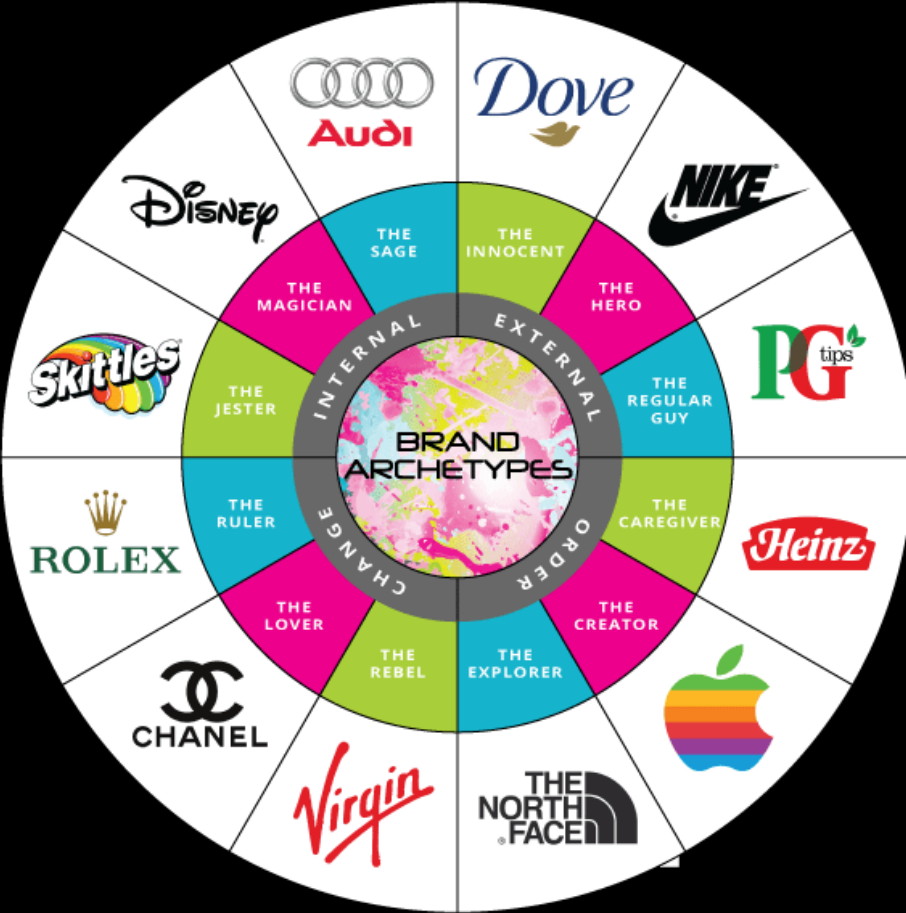 BRAND
ARCHETYPES
INTERNAL
EXTERNAL
ORDER
CHANGE
THE
INNOCENT
Dove
THE
HERO
NIKE
THE
REGULAR
GUY
PG
tips
THE
CAREGIVER
Heinz
THE
CREATOR
THE
EXPLORER
THE
NORTH
FACE
THE
REBEL
Virgin
THE
LOVER
CHANEL
THE
RULER
ROLEX
THE
JESTER
Skittles
THE
MAGICIAN
DISNEY
THE
SAGE
Audi